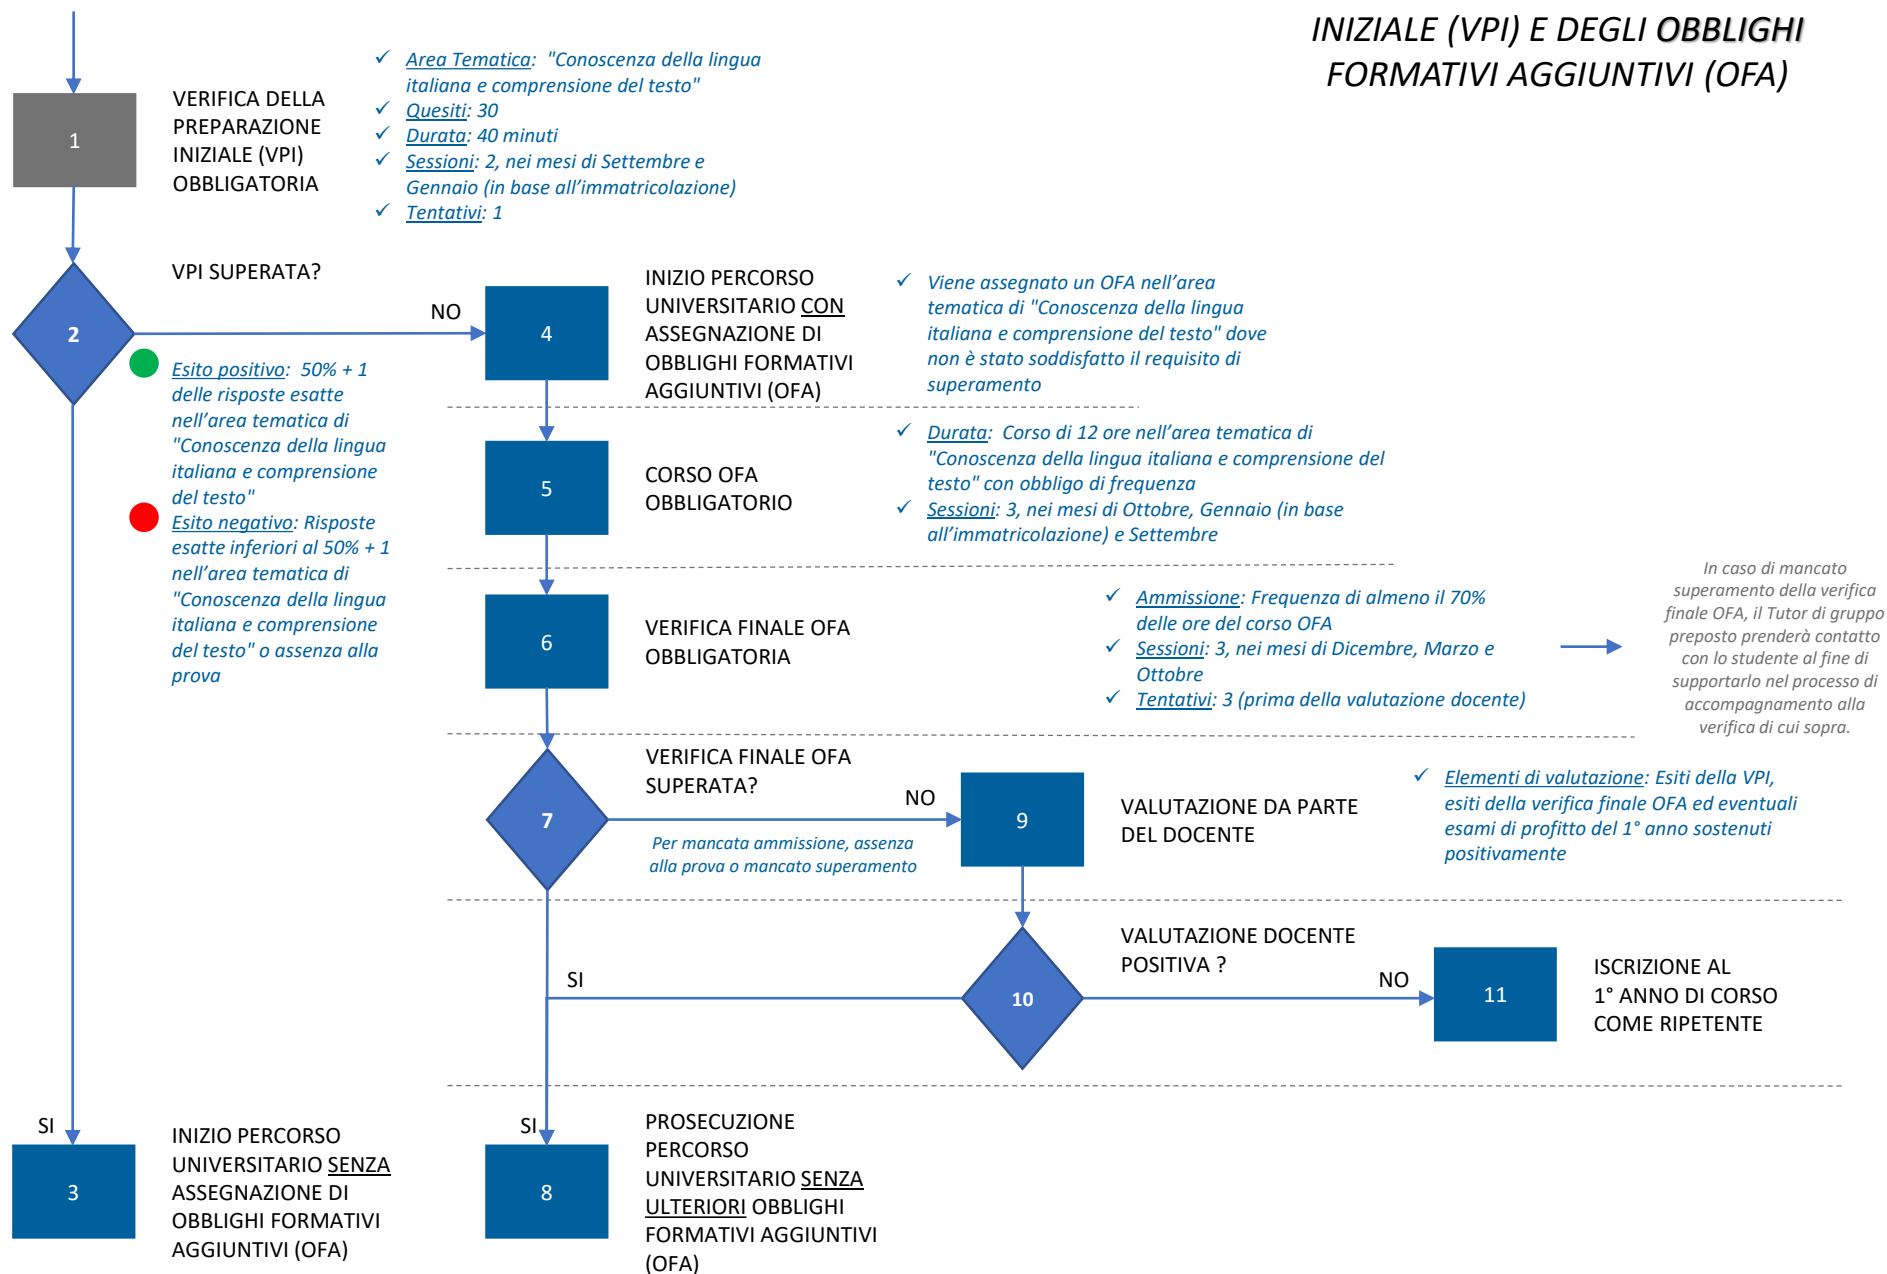 INIZIALE (VPI) E DEGLI OBBLIGHI
FORMATIVI AGGIUNTIVI (OFA)
1
VERIFICA DELLA
PREPARAZIONE
INIZIALE (VPI)
OBBLIGATORIA
✓ Area Tematica: "Conoscenza della lingua
italiana e comprensione del testo"
✓ Quesiti: 30
✓ Durata: 40 minuti
✓ Sessioni: 2, nei mesi di Settembre e
Gennaio (in base all’immatricolazione)
✓ Tentativi: 1
2
VPI SUPERATA?
NO
Esito positivo: 50% + 1
delle risposte esatte
nell’area tematica di
"Conoscenza della lingua
italiana e comprensione
del testo"
Esito negativo: Risposte
esatte inferiori al 50% + 1
nell’area tematica di
"Conoscenza della lingua
italiana e comprensione
del testo" o assenza alla
prova
4
INIZIO PERCORSO
UNIVERSITARIO CON
ASSEGNAZIONE DI
OBBLIGHI FORMATIVI
AGGIUNTIVI (OFA)
✓ Viene assegnato un OFA nell’area
tematica di "Conoscenza della lingua
italiana e comprensione del testo" dove
non è stato soddisfatto il requisito di
superamento
5
CORSO OFA
OBBLIGATORIO
✓ Durata: Corso di 12 ore nell’area tematica di
"Conoscenza della lingua italiana e comprensione del
testo" con obbligo di frequenza
✓ Sessioni: 3, nei mesi di Ottobre, Gennaio (in base
all’immatricolazione) e Settembre
6
VERIFICA FINALE OFA
OBBLIGATORIA
✓ Ammissione: Frequenza di almeno il 70%
delle ore del corso OFA
✓ Sessioni: 3, nei mesi di Dicembre, Marzo e
Ottobre
✓ Tentativi: 3 (prima della valutazione docente)
In caso di mancato
superamento della verifica
finale OFA, il Tutor di gruppo
preposto prenderà contatto
con lo studente al fine di
supportarlo nel processo di
accompagnamento alla
verifica di cui sopra.
7
VERIFICA FINALE OFA
SUPERATA?
NO
Per mancata ammissione, assenza
alla prova o mancato superamento
9
VALUTAZIONE DA PARTE
DEL DOCENTE
✓ Elementi di valutazione: Esiti della VPI,
esiti della verifica finale OFA ed eventuali
esami di profitto del 1° anno sostenuti
positivamente
SI
10
VALUTAZIONE DOCENTE
POSITIVA ?
NO
11
ISCRIZIONE AL
1° ANNO DI CORSO
COME RIPETENTE
SI
3
INIZIO PERCORSO
UNIVERSITARIO SENZA
ASSEGNAZIONE DI
OBBLIGHI FORMATIVI
AGGIUNTIVI (OFA)
SI
8
PROSECUZIONE
PERCORSO
UNIVERSITARIO SENZA
ULTERIORI OBBLIGHI
FORMATIVI AGGIUNTIVI
(OFA)